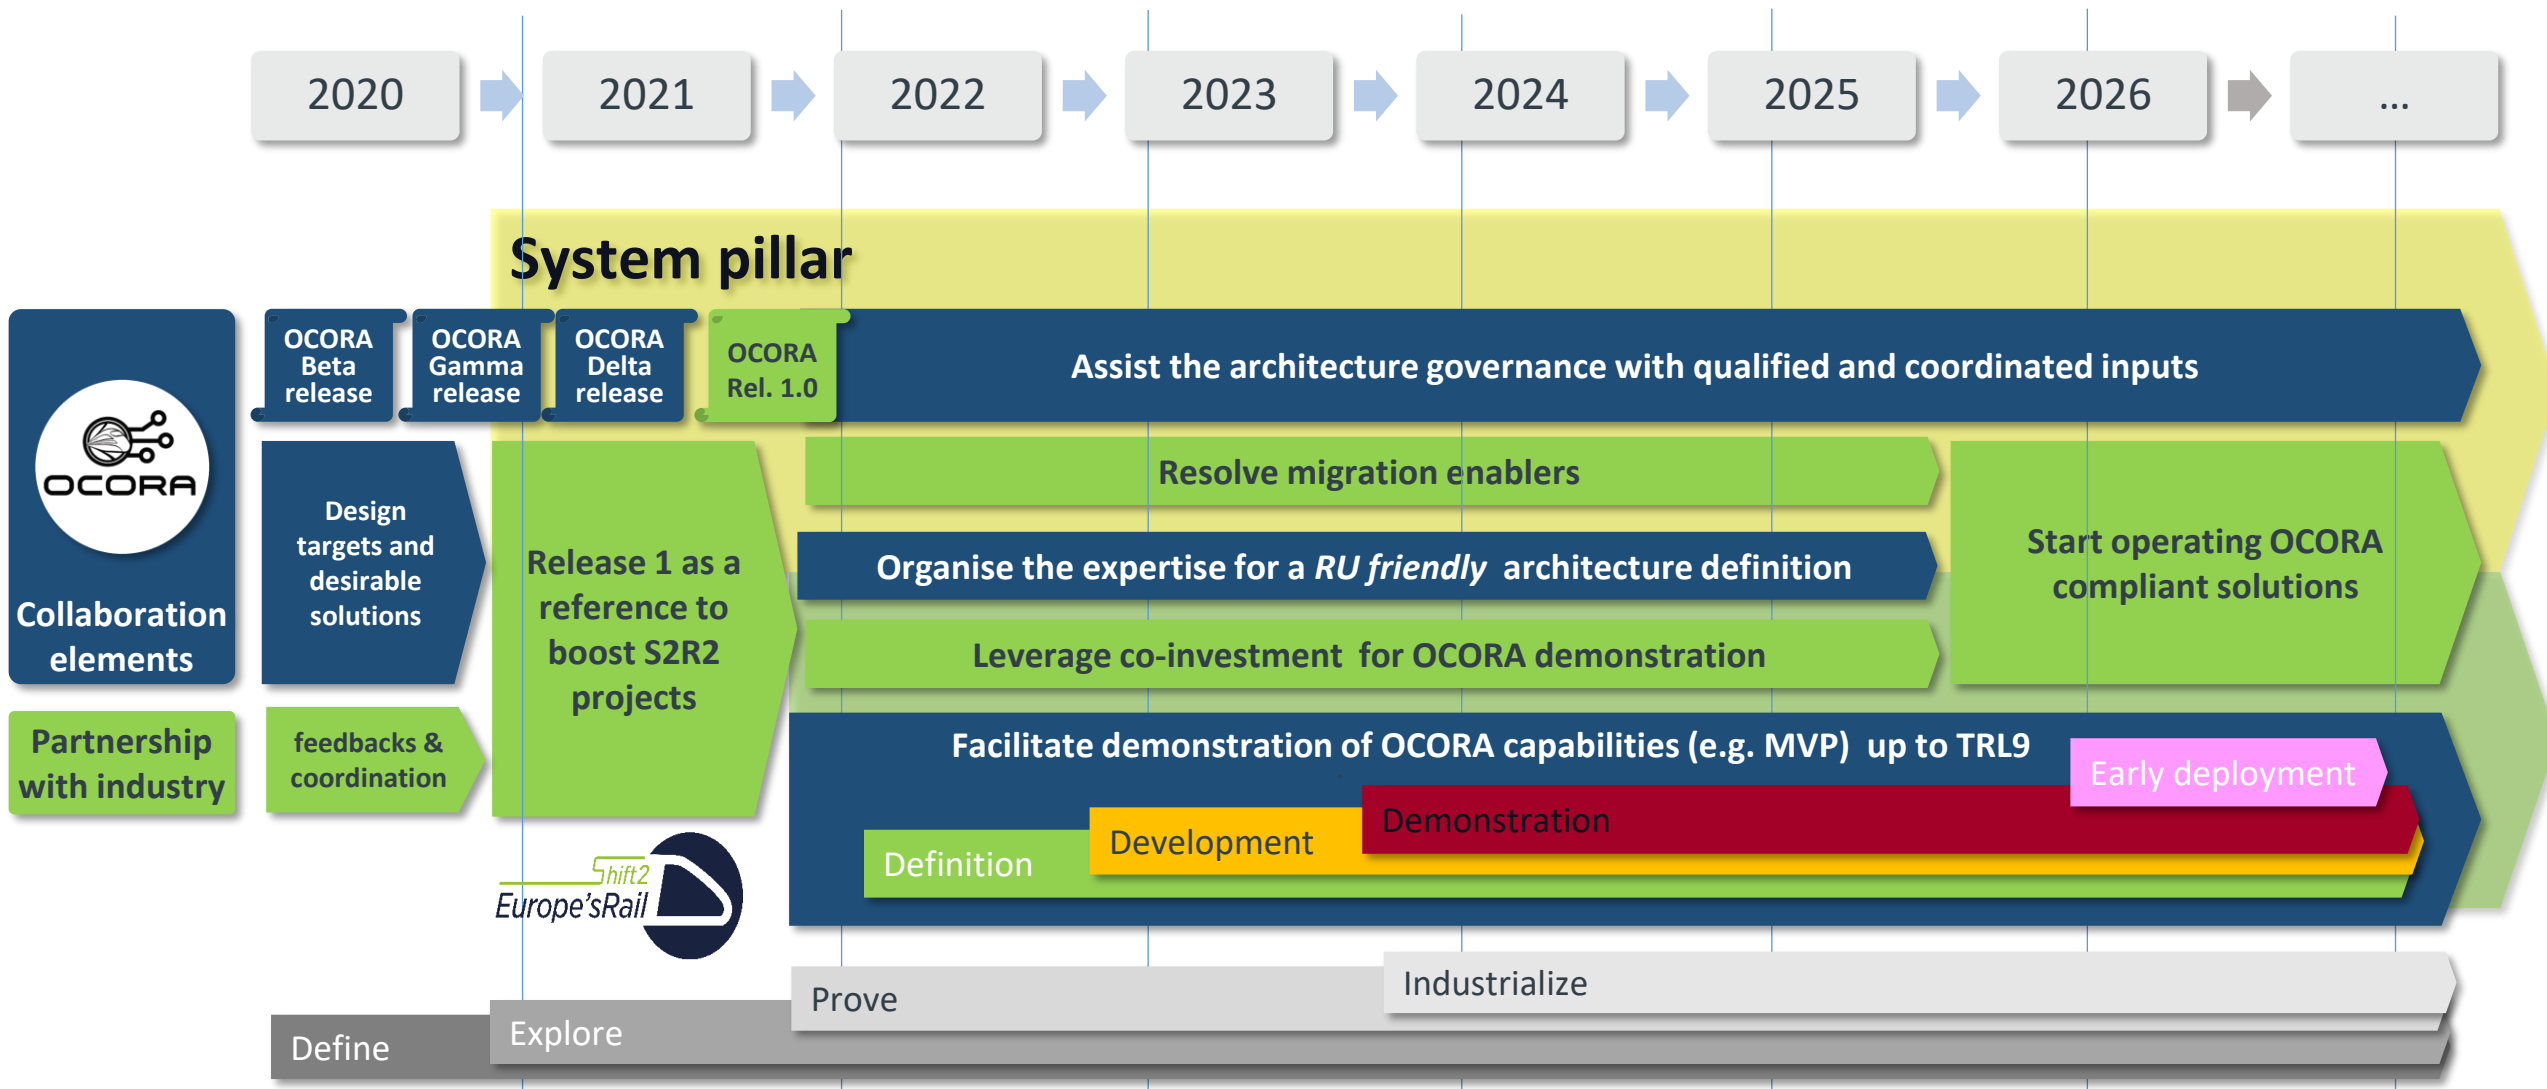 2020
2021
2022
2023
2024
2025
2026
...
System pillar
OCORA
Beta
release
OCORA
Gamma
release
OCORA
Delta
release
OCORA
Rel. 1.0
Assist the architecture governance with qualified and coordinated inputs
OCORA
Collaboration
elements
Design
targets and
desirable
solutions
Release 1 as a
reference to
boost S2R2
projects
Resolve migration enablers
Organise the expertise for a RU friendly architecture definition
Leverage co-investment for OCORA demonstration
Start operating OCORA
compliant solutions
Partnership
with industry
feedbacks &
coordination
Facilitate demonstration of OCORA capabilities (e.g. MVP) up to TRL9
Early deployment
Demonstration
Development
Definition
Shift2
Europe'sRail
Industrialize
Prove
Explore
Define